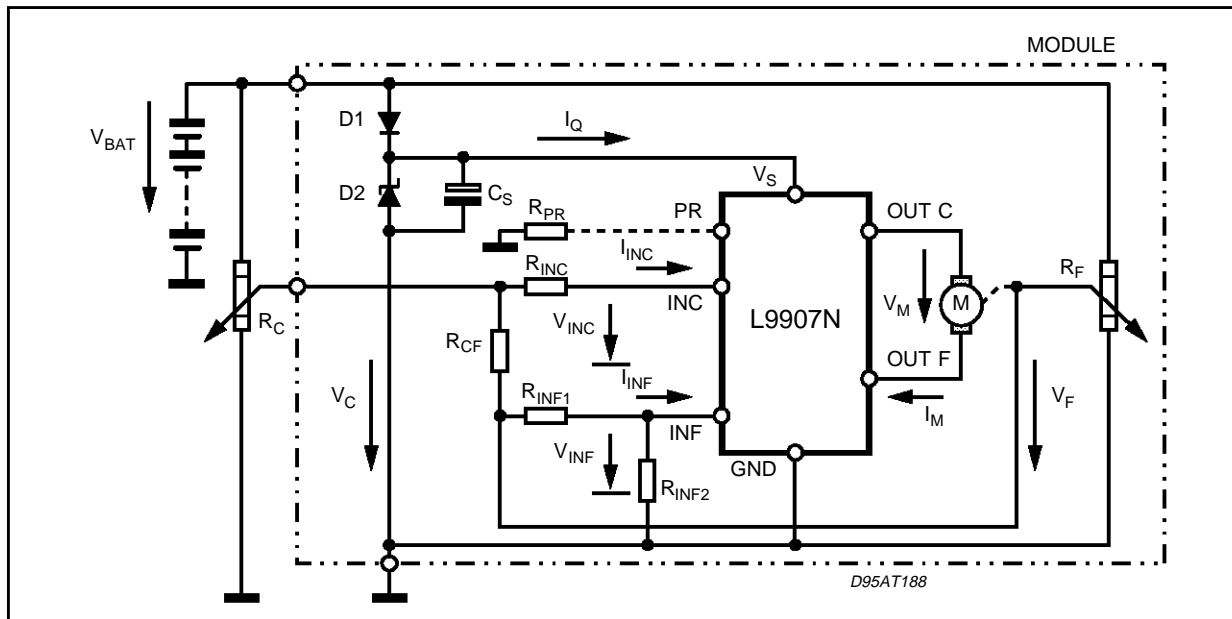 MODULE
D1
I_Q
V_BAT
V_S
D2
C_S
R_PR
PR
OUT C
I_INC
R_INC
R_F
INC
V_M
M
L9907N
R_C
V_INC
R_CF
I_INF
OUT F
V_C
R_INF1
V_F
I_M
INF
V_INF
GND
R_INF2
D95AT188